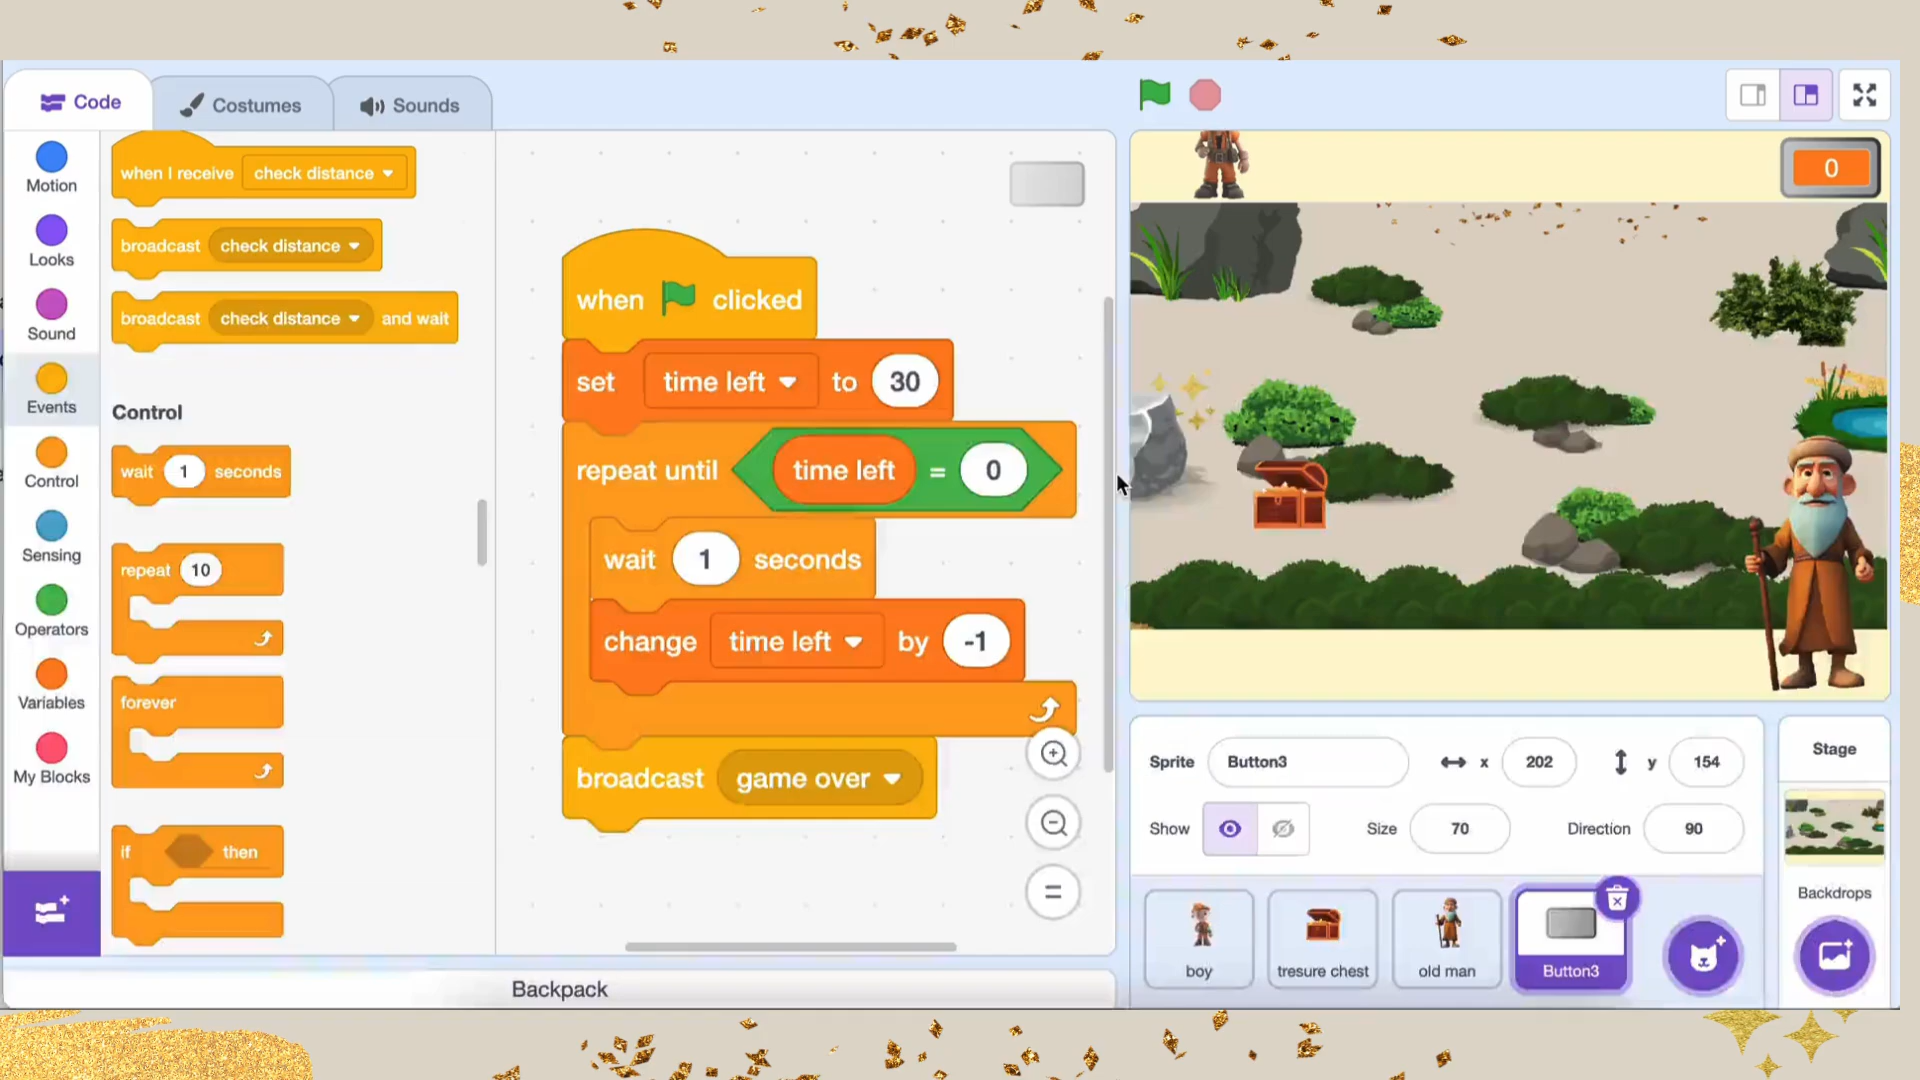 Code
Costumes
Sounds
Motion
Looks
Sound
Events
Control
Sensing
Operators
Variables
My Blocks
when I receive check distance
broadcast check distance
broadcast check distance and wait
Control
wait 1 seconds
repeat 10
forever
if then
when clicked
set time left to 30
repeat until time left = 0
wait 1 seconds
change time left by -1
broadcast game over
Backpack
0
Sprite Button3 x 202 y 154
Show Size 70 Direction 90
boy
tresure chest
old man
Button3
Stage
Backdrops